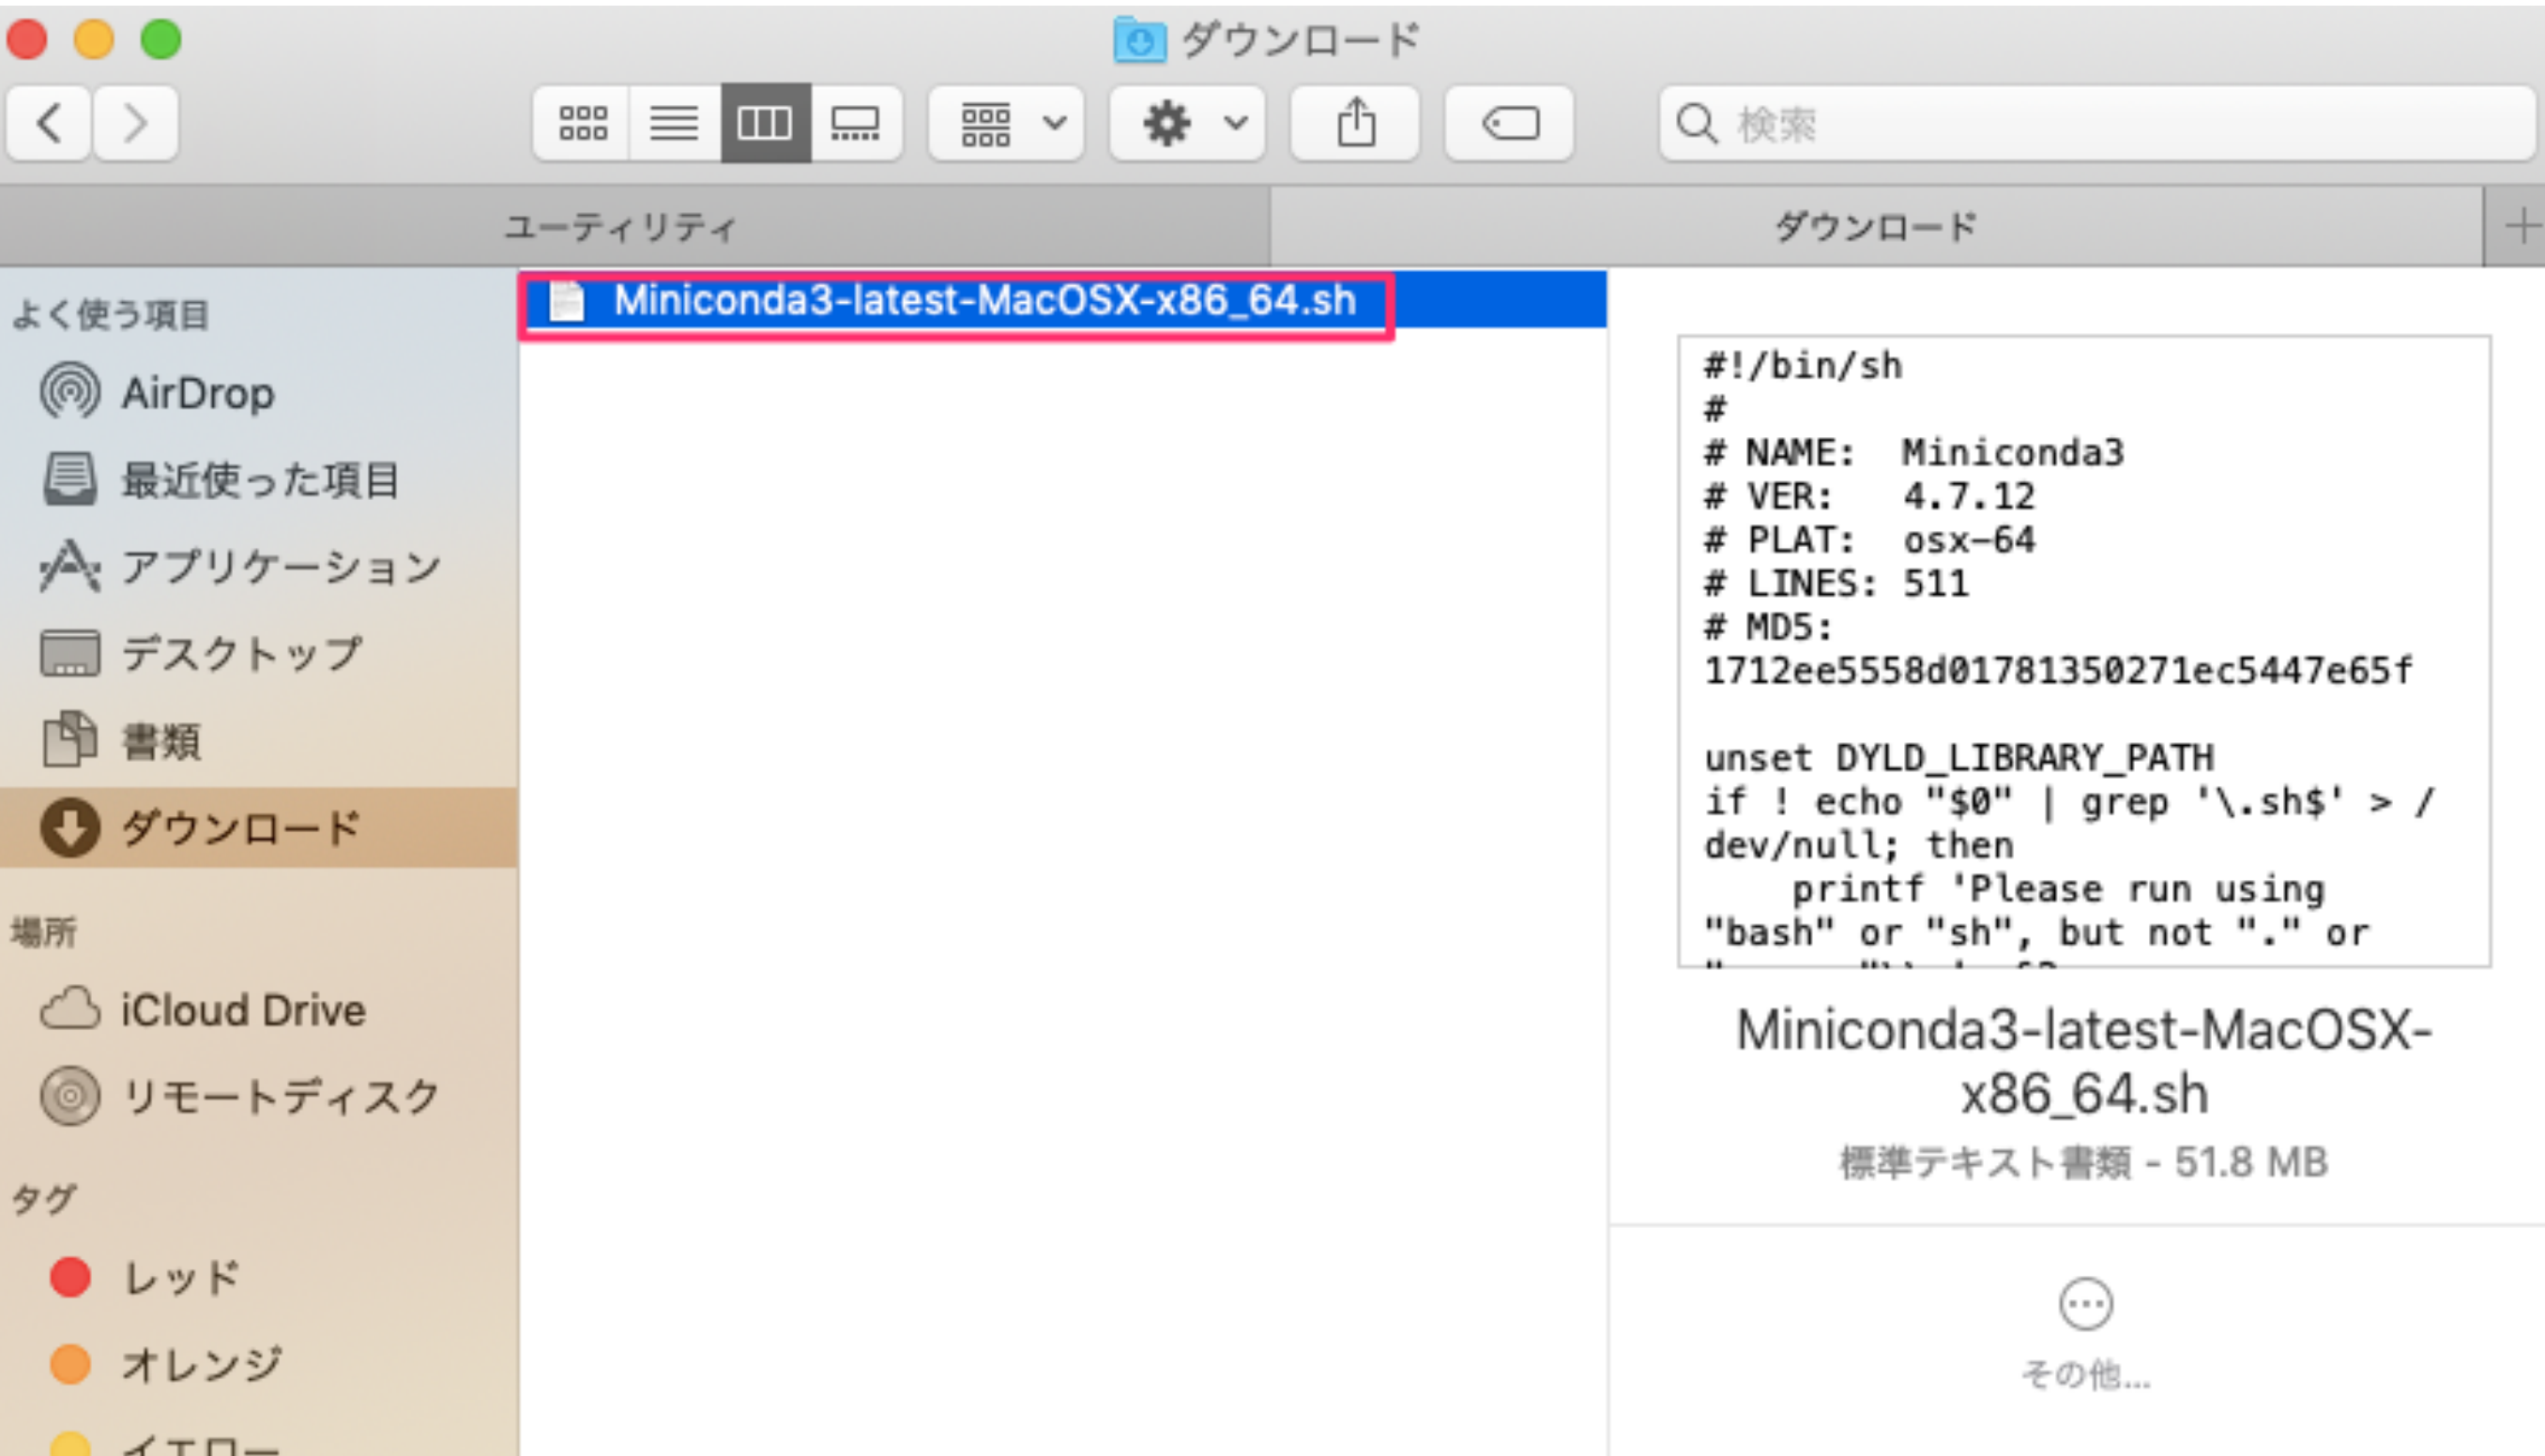 ダウンロード
検索
ユーティリティ
ダウンロード
よく使う項目
AirDrop
最近使った項目
アプリケーション
デスクトップ
書類
ダウンロード
場所
iCloud Drive
リモートディスク
タグ
レッド
オレンジ
イエロー
Miniconda3-latest-MacOSX-x86_64.sh
#!/bin/sh
#
# NAME:  Miniconda3
# VER:   4.7.12
# PLAT:  osx-64
# LINES: 511
# MD5:
1712ee5558d01781350271ec5447e65f
unset DYLD_LIBRARY_PATH
if ! echo "$0" | grep '\.sh$' > /
dev/null; then
    printf 'Please run using
"bash" or "sh", but not "." or
Miniconda3-latest-MacOSX-
x86_64.sh
標準テキスト書類 - 51.8 MB
その他...